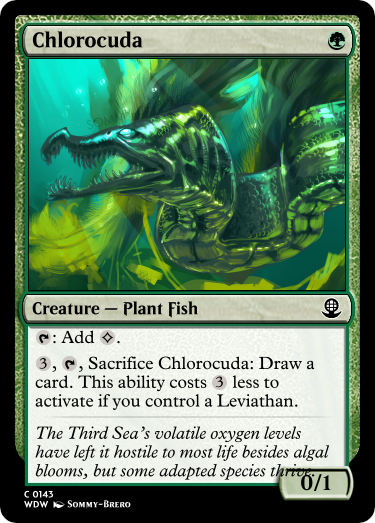 Chlorocuda
Creature — Plant Fish
: Add .
3, , Sacrifice Chlorocuda: Draw a
card. This ability costs 3 less to
activate if you control a Leviathan.
The Third Sea's volatile oxygen levels
have left it hostile to most life besides algal
blooms, but some adapted species thrive.
0/1
C 0143
WDW Sommy-Brero